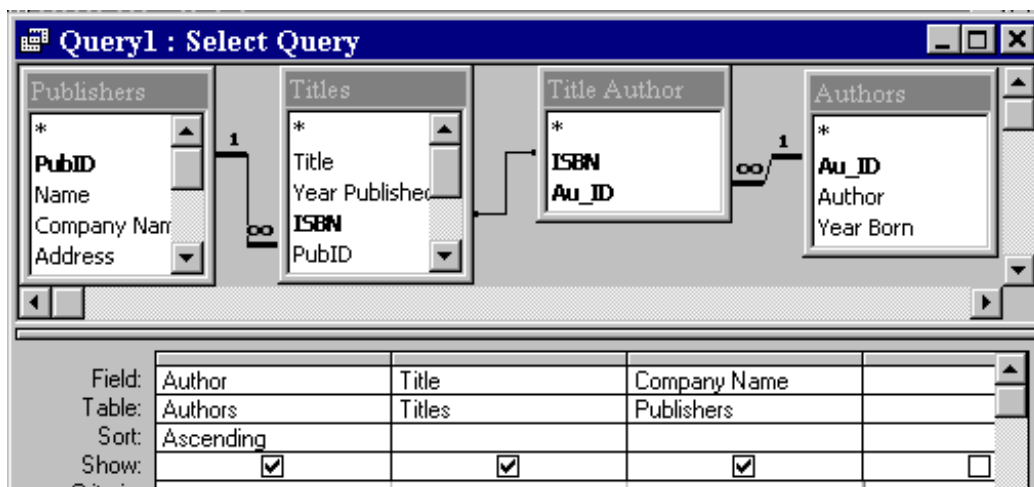 Query1 : Select Query
Publishers
*
PubID
Name
Company Nam
Address
1
∞
Titles
*
Title
Year Published
ISBN
PubID
Title Author
*
ISBN
Au_ID
∞
1
Authors
*
Au_ID
Author
Year Born
Field: Author Title Company Name
Table: Authors Titles Publishers
Sort: Ascending
Show: